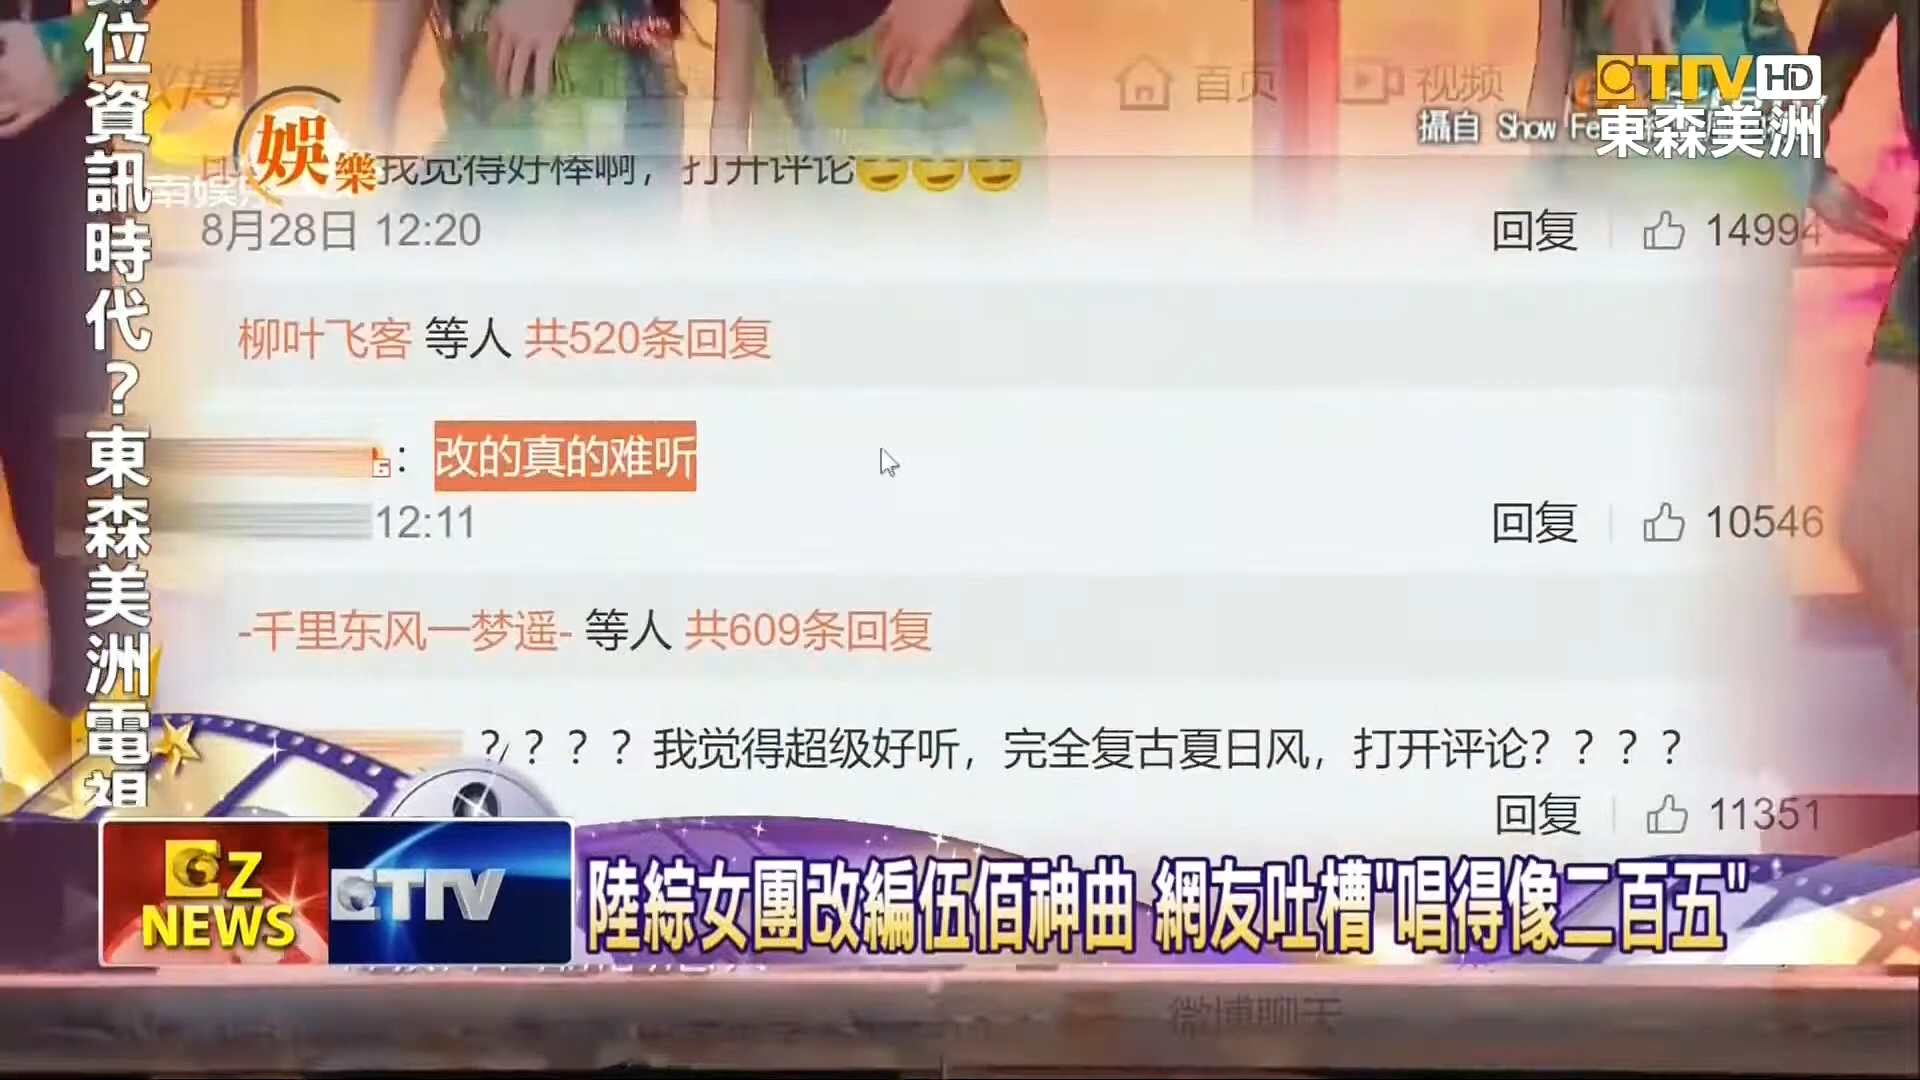 位資訊時代？東森美洲電視
首页
视频
ETTV HD
東森美洲
攝自 Show Fe
娛樂
我觉得好棒啊，打开评论
8月28日 12:20
回复 14994
柳叶飞客 等人 共520条回复
： 改的真的难听
12:11
回复 10546
-千里东风一梦遥- 等人 共609条回复
？？？？我觉得超级好听，完全复古夏日风，打开评论？？？？
回复 11351
EZ NEWS
ETTV
陸綜女團改編伍佰神曲 網友吐槽"唱得像二百五"
微博聊天